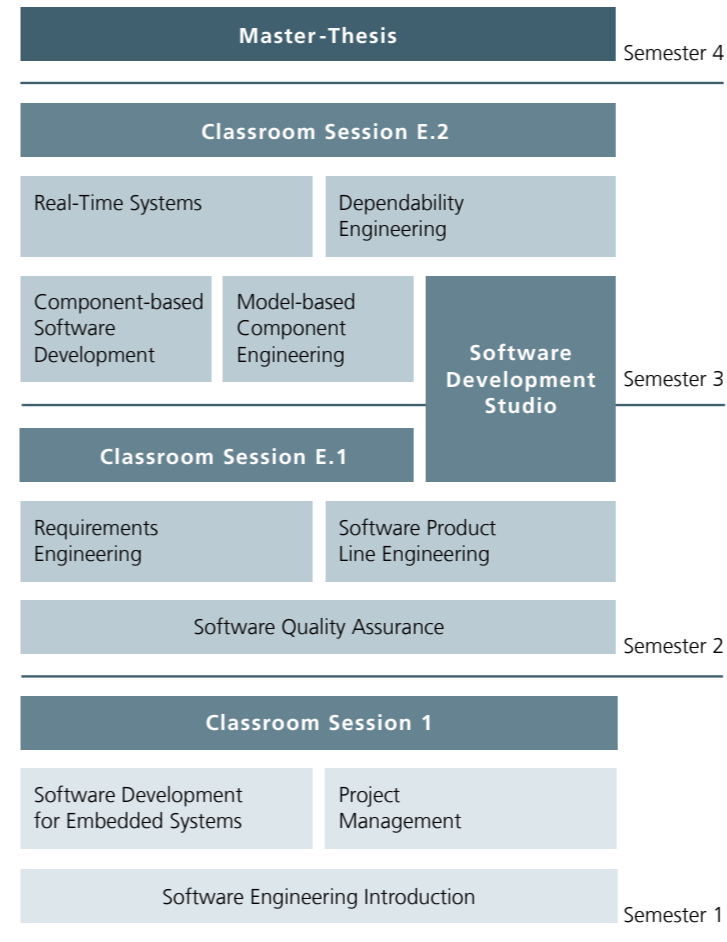 Master-Thesis
Semester 4
Classroom Session E.2
Real-Time Systems
Dependability
Engineering
Component-based
Software
Development
Model-based
Component
Engineering
Software
Development
Studio
Semester 3
Classroom Session E.1
Requirements
Engineering
Software Product
Line Engineering
Software Quality Assurance
Semester 2
Classroom Session 1
Software Development
for Embedded Systems
Project
Management
Software Engineering Introduction
Semester 1